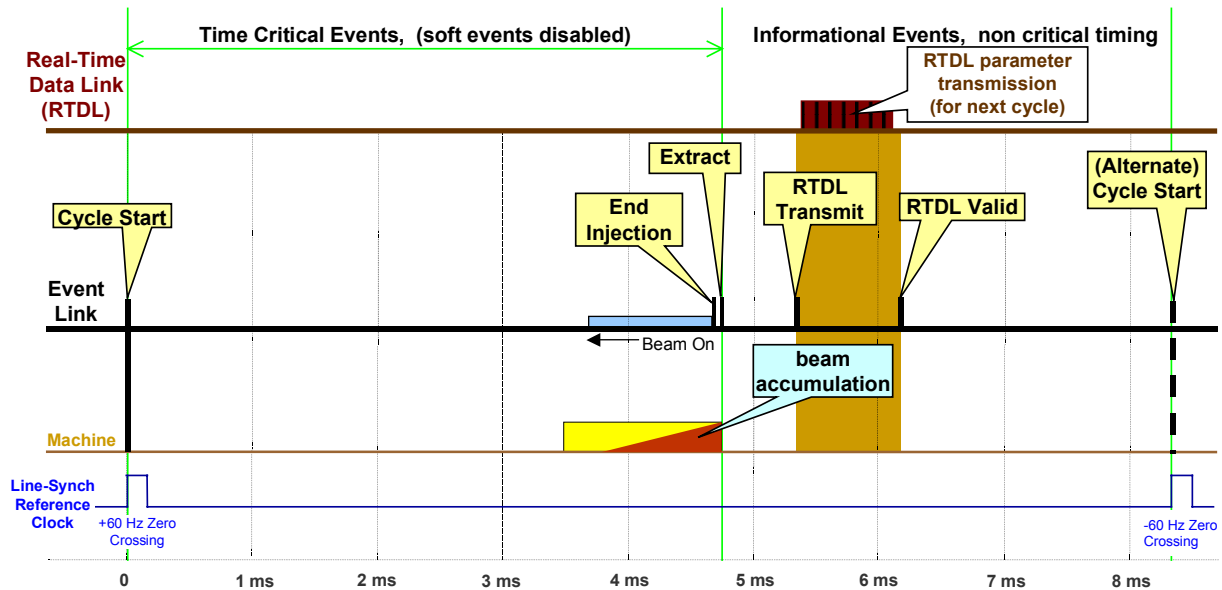 Time Critical Events, (soft events disabled)
Informational Events, non critical timing
Real-Time
Data Link
(RTDL)
RTDL parameter
transmission
(for next cycle)
Extract
(Alternate)
Cycle Start
Cycle Start
End
Injection
RTDL
Transmit
RTDL Valid
Event
Link
Beam On
beam
accumulation
Machine
Line-Synch
Reference
Clock
+60 Hz Zero
Crossing
-60 Hz Zero
Crossing
0
1 ms
2 ms
3 ms
4 ms
5 ms
6 ms
7 ms
8 ms